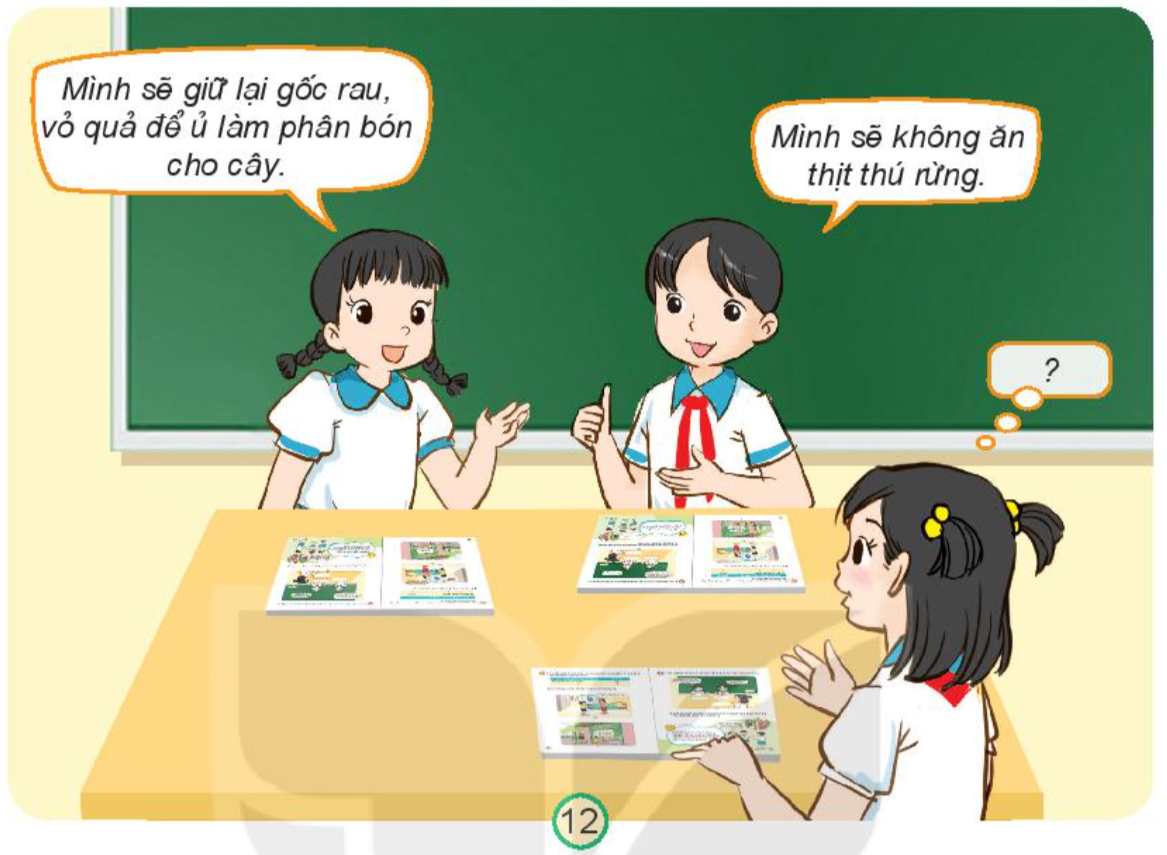 Mình sẽ giữ lại gốc rau,
vỏ quả để ủ làm phân bón
cho cây.
Mình sẽ không ăn
thịt thú rừng.
?
12